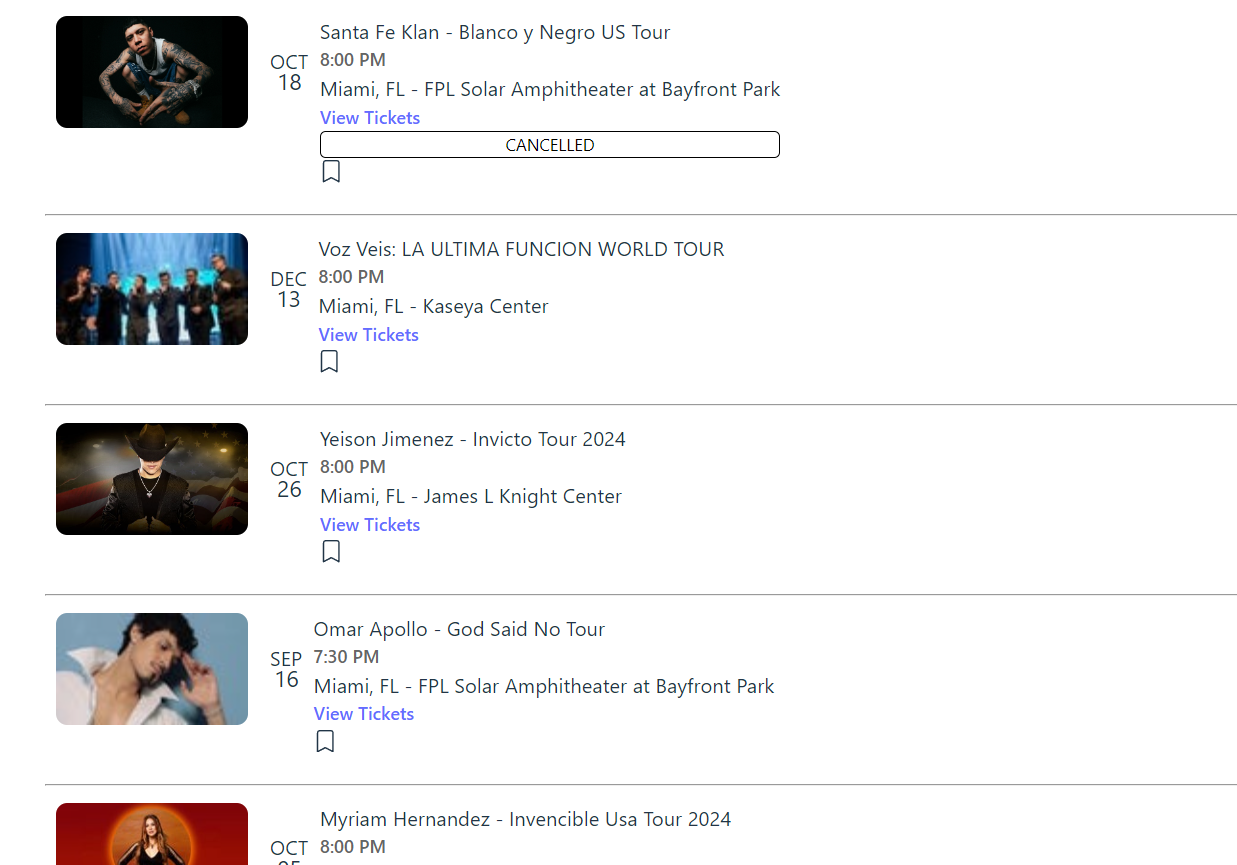 Santa Fe Klan - Blanco y Negro US Tour
OCT
18
8:00 PM
Miami, FL - FPL Solar Amphitheater at Bayfront Park
View Tickets
CANCELLED
Voz Veis: LA ULTIMA FUNCION WORLD TOUR
DEC
13
8:00 PM
Miami, FL - Kaseya Center
View Tickets
Yeison Jimenez - Invicto Tour 2024
OCT
26
8:00 PM
Miami, FL - James L Knight Center
View Tickets
Omar Apollo - God Said No Tour
SEP
16
7:30 PM
Miami, FL - FPL Solar Amphitheater at Bayfront Park
View Tickets
Myriam Hernandez - Invencible Usa Tour 2024
OCT
8:00 PM